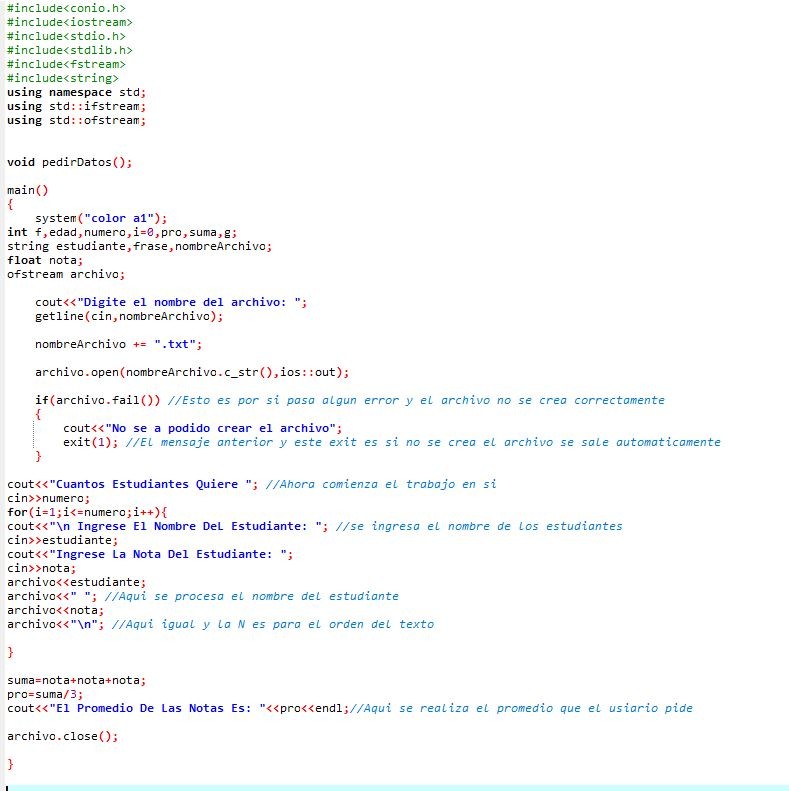 #include<conio.h>
#include<iostream>
#include<stdio.h>
#include<stdlib.h>
#include<fstream>
#include<string>
using namespace std;
using std::ifstream;
using std::ofstream;
void pedirDatos();
main()
{
system("color a1");
int f,edad,numero,i=0,pro,suma,g;
string estudiante,frase,nombreArchivo;
float nota;
ofstream archivo;
cout<<"Digite el nombre del archivo: ";
getline(cin,nombreArchivo);
nombreArchivo += ".txt";
archivo.open(nombreArchivo.c_str(),ios::out);
if(archivo.fail()) //Esto es por si pasa algun error y el archivo no se crea correctamente
{
cout<<"No se a podido crear el archivo";
exit(1); //El mensaje anterior y este exit es si no se crea el archivo se sale automaticamente
}
cout<<"Cuantos Estudiantes Quiere "; //Ahora comienza el trabajo en si
cin>>numero;
for(i=1;i<=numero;i++){
cout<<"\n Ingrese El Nombre DeL Estudiante: "; //se ingresa el nombre de los estudiantes
cin>>estudiante;
cout<<"Ingrese La Nota Del Estudiante: ";
cin>>nota;
archivo<<estudiante;
archivo<<" "; //Aqui se procesa el nombre del estudiante
archivo<<nota;
archivo<<"\n"; //Aqui igual y la N es para el orden del texto
}
suma=nota+nota+nota;
pro=suma/3;
cout<<"El Promedio De Las Notas Es: "<<pro<<endl;//Aqui se realiza el promedio que el usiario pide
archivo.close();
}